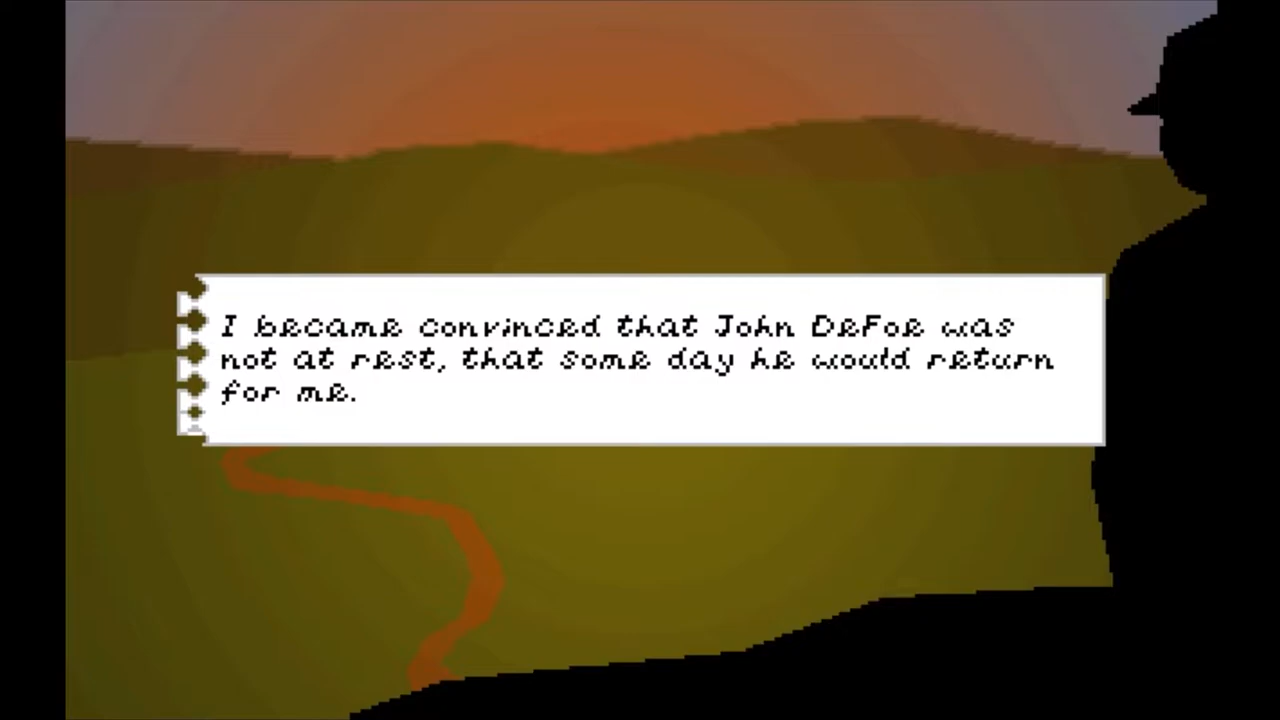 I became convinced that John DeFoe was
not at rest, that some day he would return
for me.